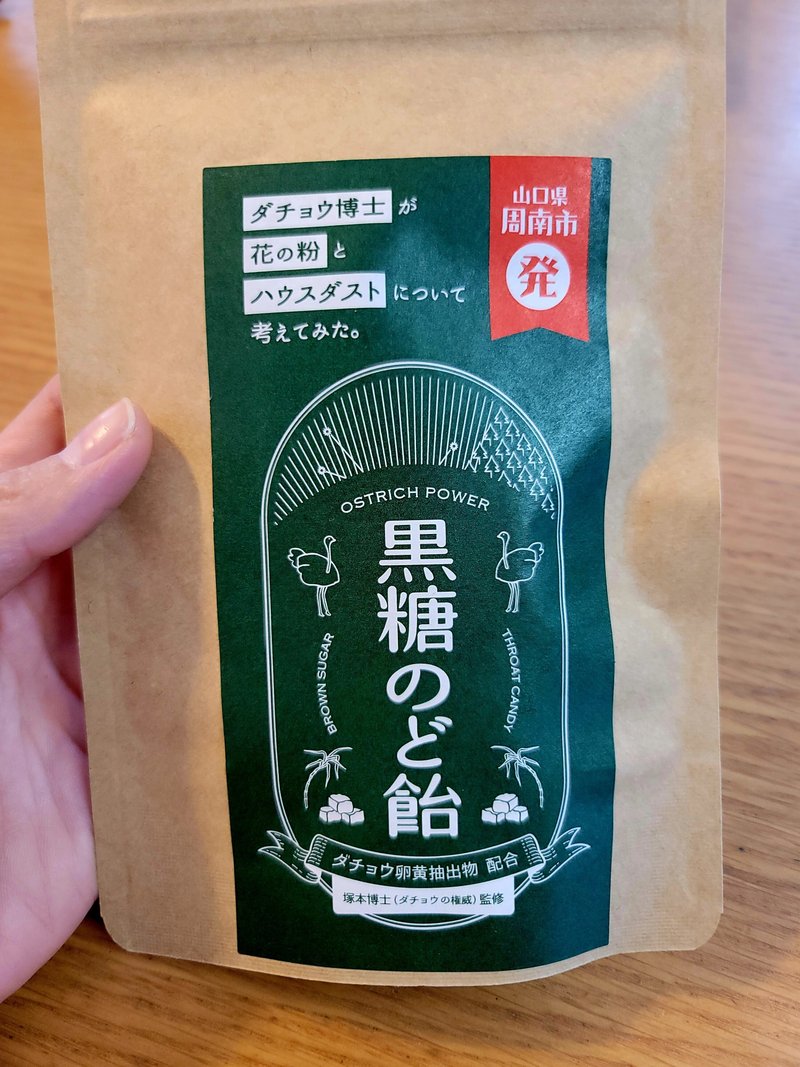 ダチョウ博士が
花の粉と
ハウスダストについて
考えてみた。
山口県
周南市
発
OSTRICH POWER
黒糖のど飴
BROWN SUGAR
THROAT CANDY
ダチョウ卵黄抽出物 配合
塚本博士(ダチョウの権威)監修